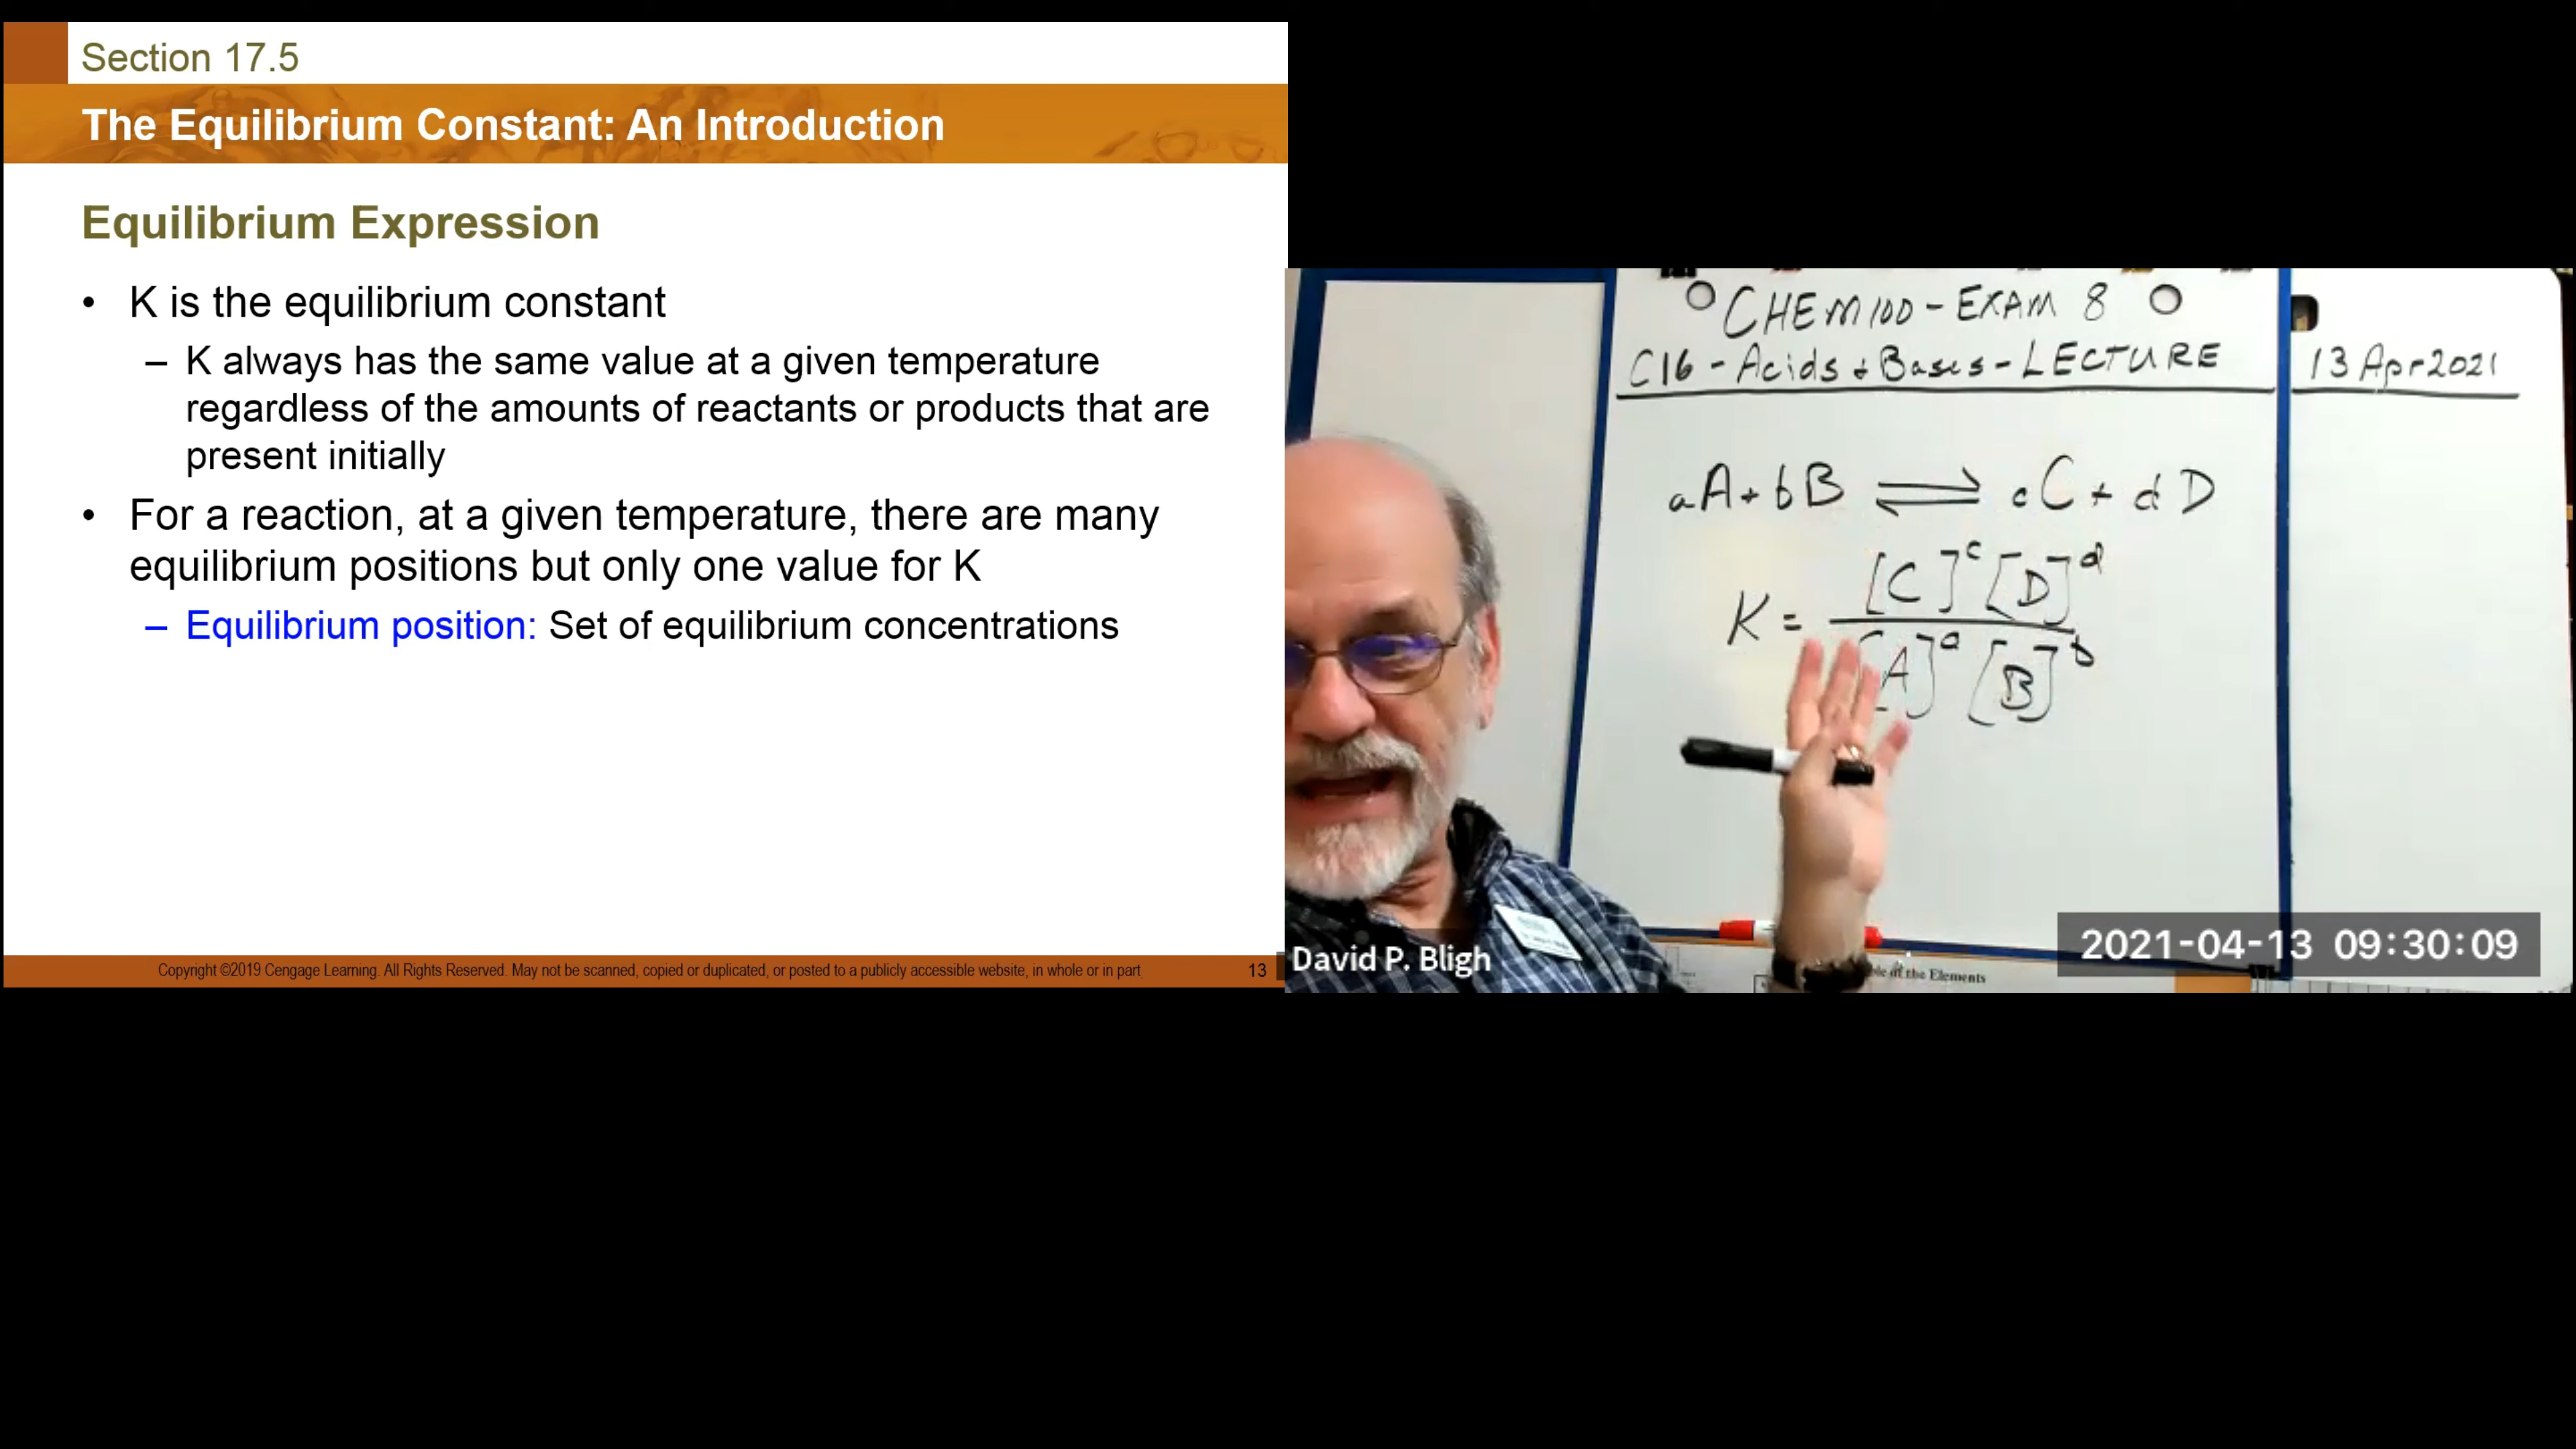 Section 17.5
The Equilibrium Constant: An Introduction
Equilibrium Expression
• K is the equilibrium constant
– K always has the same value at a given temperature
regardless of the amounts of reactants or products that are
present initially
• For a reaction, at a given temperature, there are many
equilibrium positions but only one value for K
– Equilibrium position: Set of equilibrium concentrations
Copyright ©2019 Cengage Learning. All Rights Reserved. May not be scanned, copied or duplicated, or posted to a publicly accessible website, in whole or in part
13
CHEM 100 - EXAM 8
C16 - Acids + Bases - LECTURE
13 Apr 2021
aA + bB ⇌ cC + dD
[C]^c [D]^d
K =
[A]^a [B]^b
David P. Bligh
2021-04-13 09:30:09
of the Elements